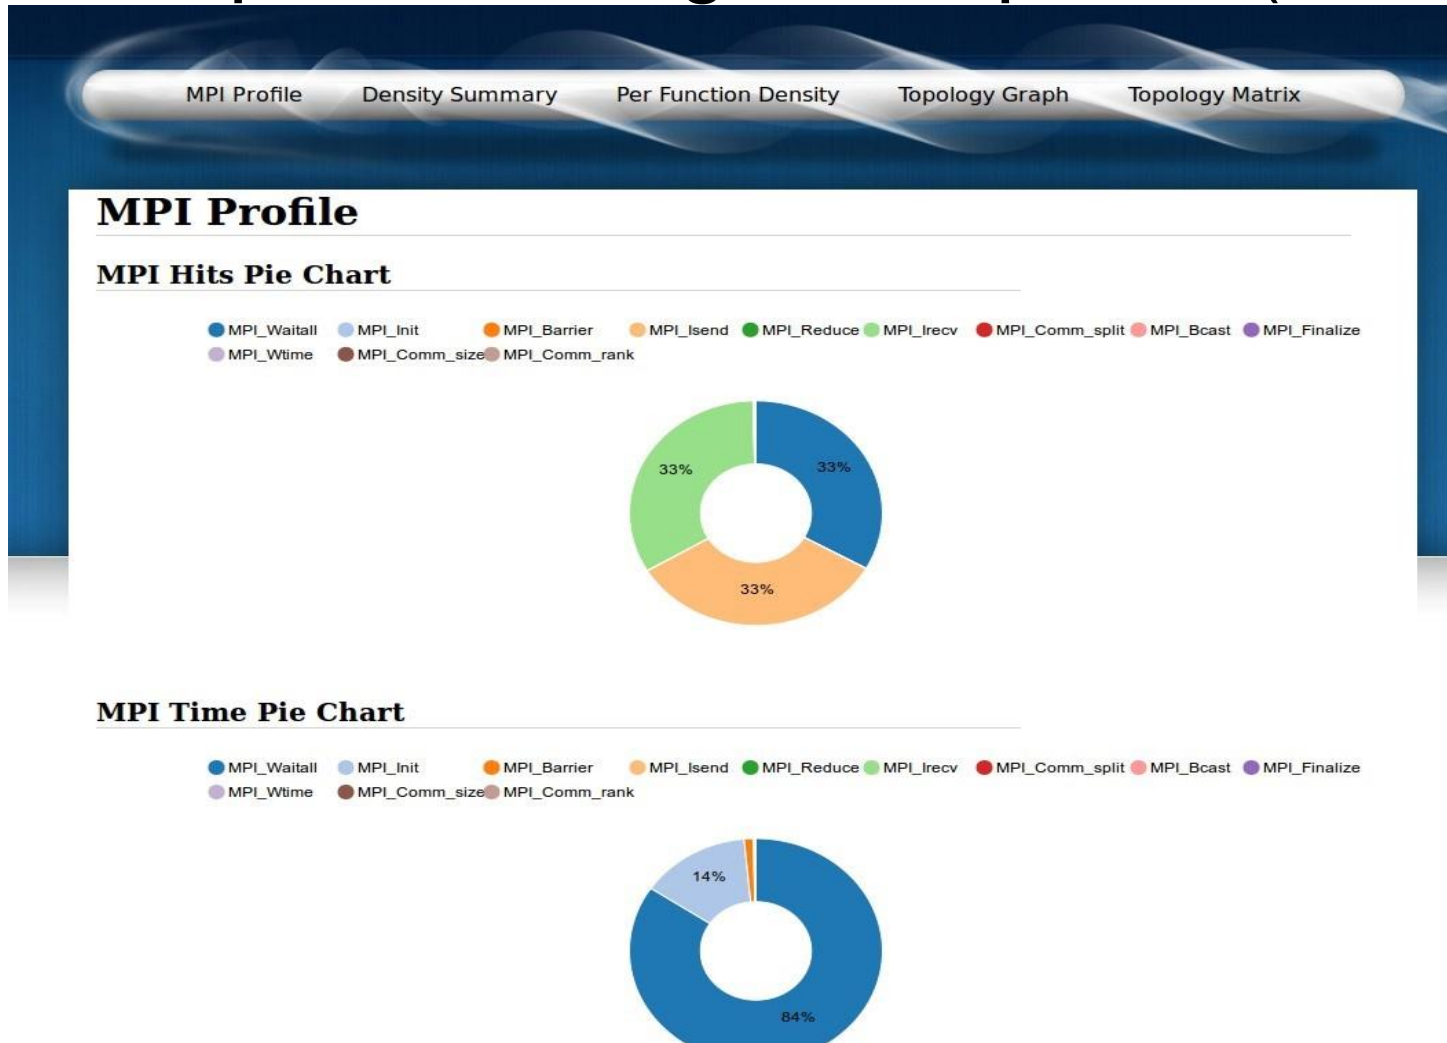 MPI Profile Density Summary Per Function Density Topology Graph Topology Matrix
MPI Profile
MPI Hits Pie Chart
MPI_Waitall MPI_Init MPI_Barrier MPI_Isend MPI_Reduce MPI_Irecv MPI_Comm_split MPI_Bcast MPI_Finalize
MPI_Wtime MPI_Comm_size MPI_Comm_rank
33% 33%
33%
MPI Time Pie Chart
MPI_Waitall MPI_Init MPI_Barrier MPI_Isend MPI_Reduce MPI_Irecv MPI_Comm_split MPI_Bcast MPI_Finalize
MPI_Wtime MPI_Comm_size MPI_Comm_rank
14%
84%